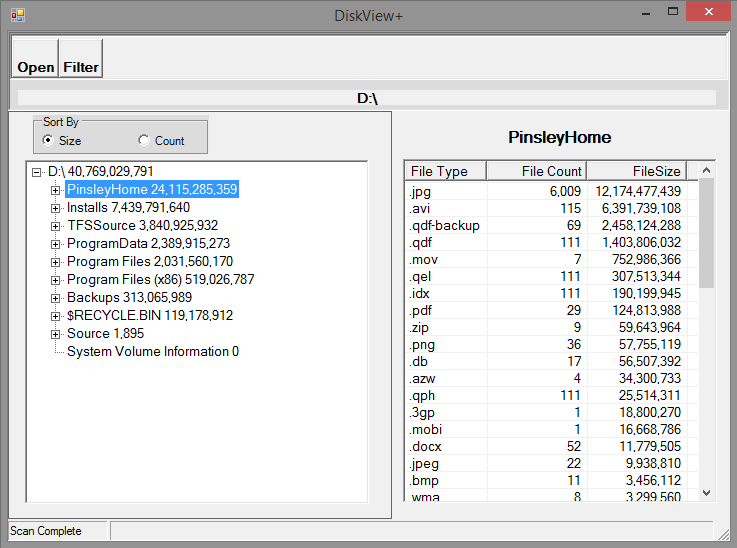 DiskView+
Open Filter
D:\
Sort By
Size Count
D:\ 40,769,029,791
PinsleyHome 24,115,285,359
Installs 7,439,791,640
TFSSource 3,840,925,932
ProgramData 2,389,915,273
Program Files 2,031,560,170
Program Files (x86) 519,026,787
Backups 313,065,989
$RECYCLE.BIN 119,178,912
Source 1,895
System Volume Information 0
PinsleyHome
File Type File Count FileSize
.jpg 6,009 12,174,477,439
.avi 115 6,391,739,108
.qdf-backup 69 2,458,124,288
.qdf 111 1,403,806,032
.mov 7 752,986,366
.qel 111 307,513,344
.idx 111 190,199,945
.pdf 29 124,813,988
.zip 9 59,643,964
.png 36 57,755,119
.db 17 56,507,392
.azw 4 34,300,733
.qph 111 25,514,311
.3gp 1 18,800,270
.mobi 1 16,668,786
.docx 52 11,779,505
.jpeg 22 9,938,810
.bmp 11 3,456,112
.wma 8 3,299,560
Scan Complete